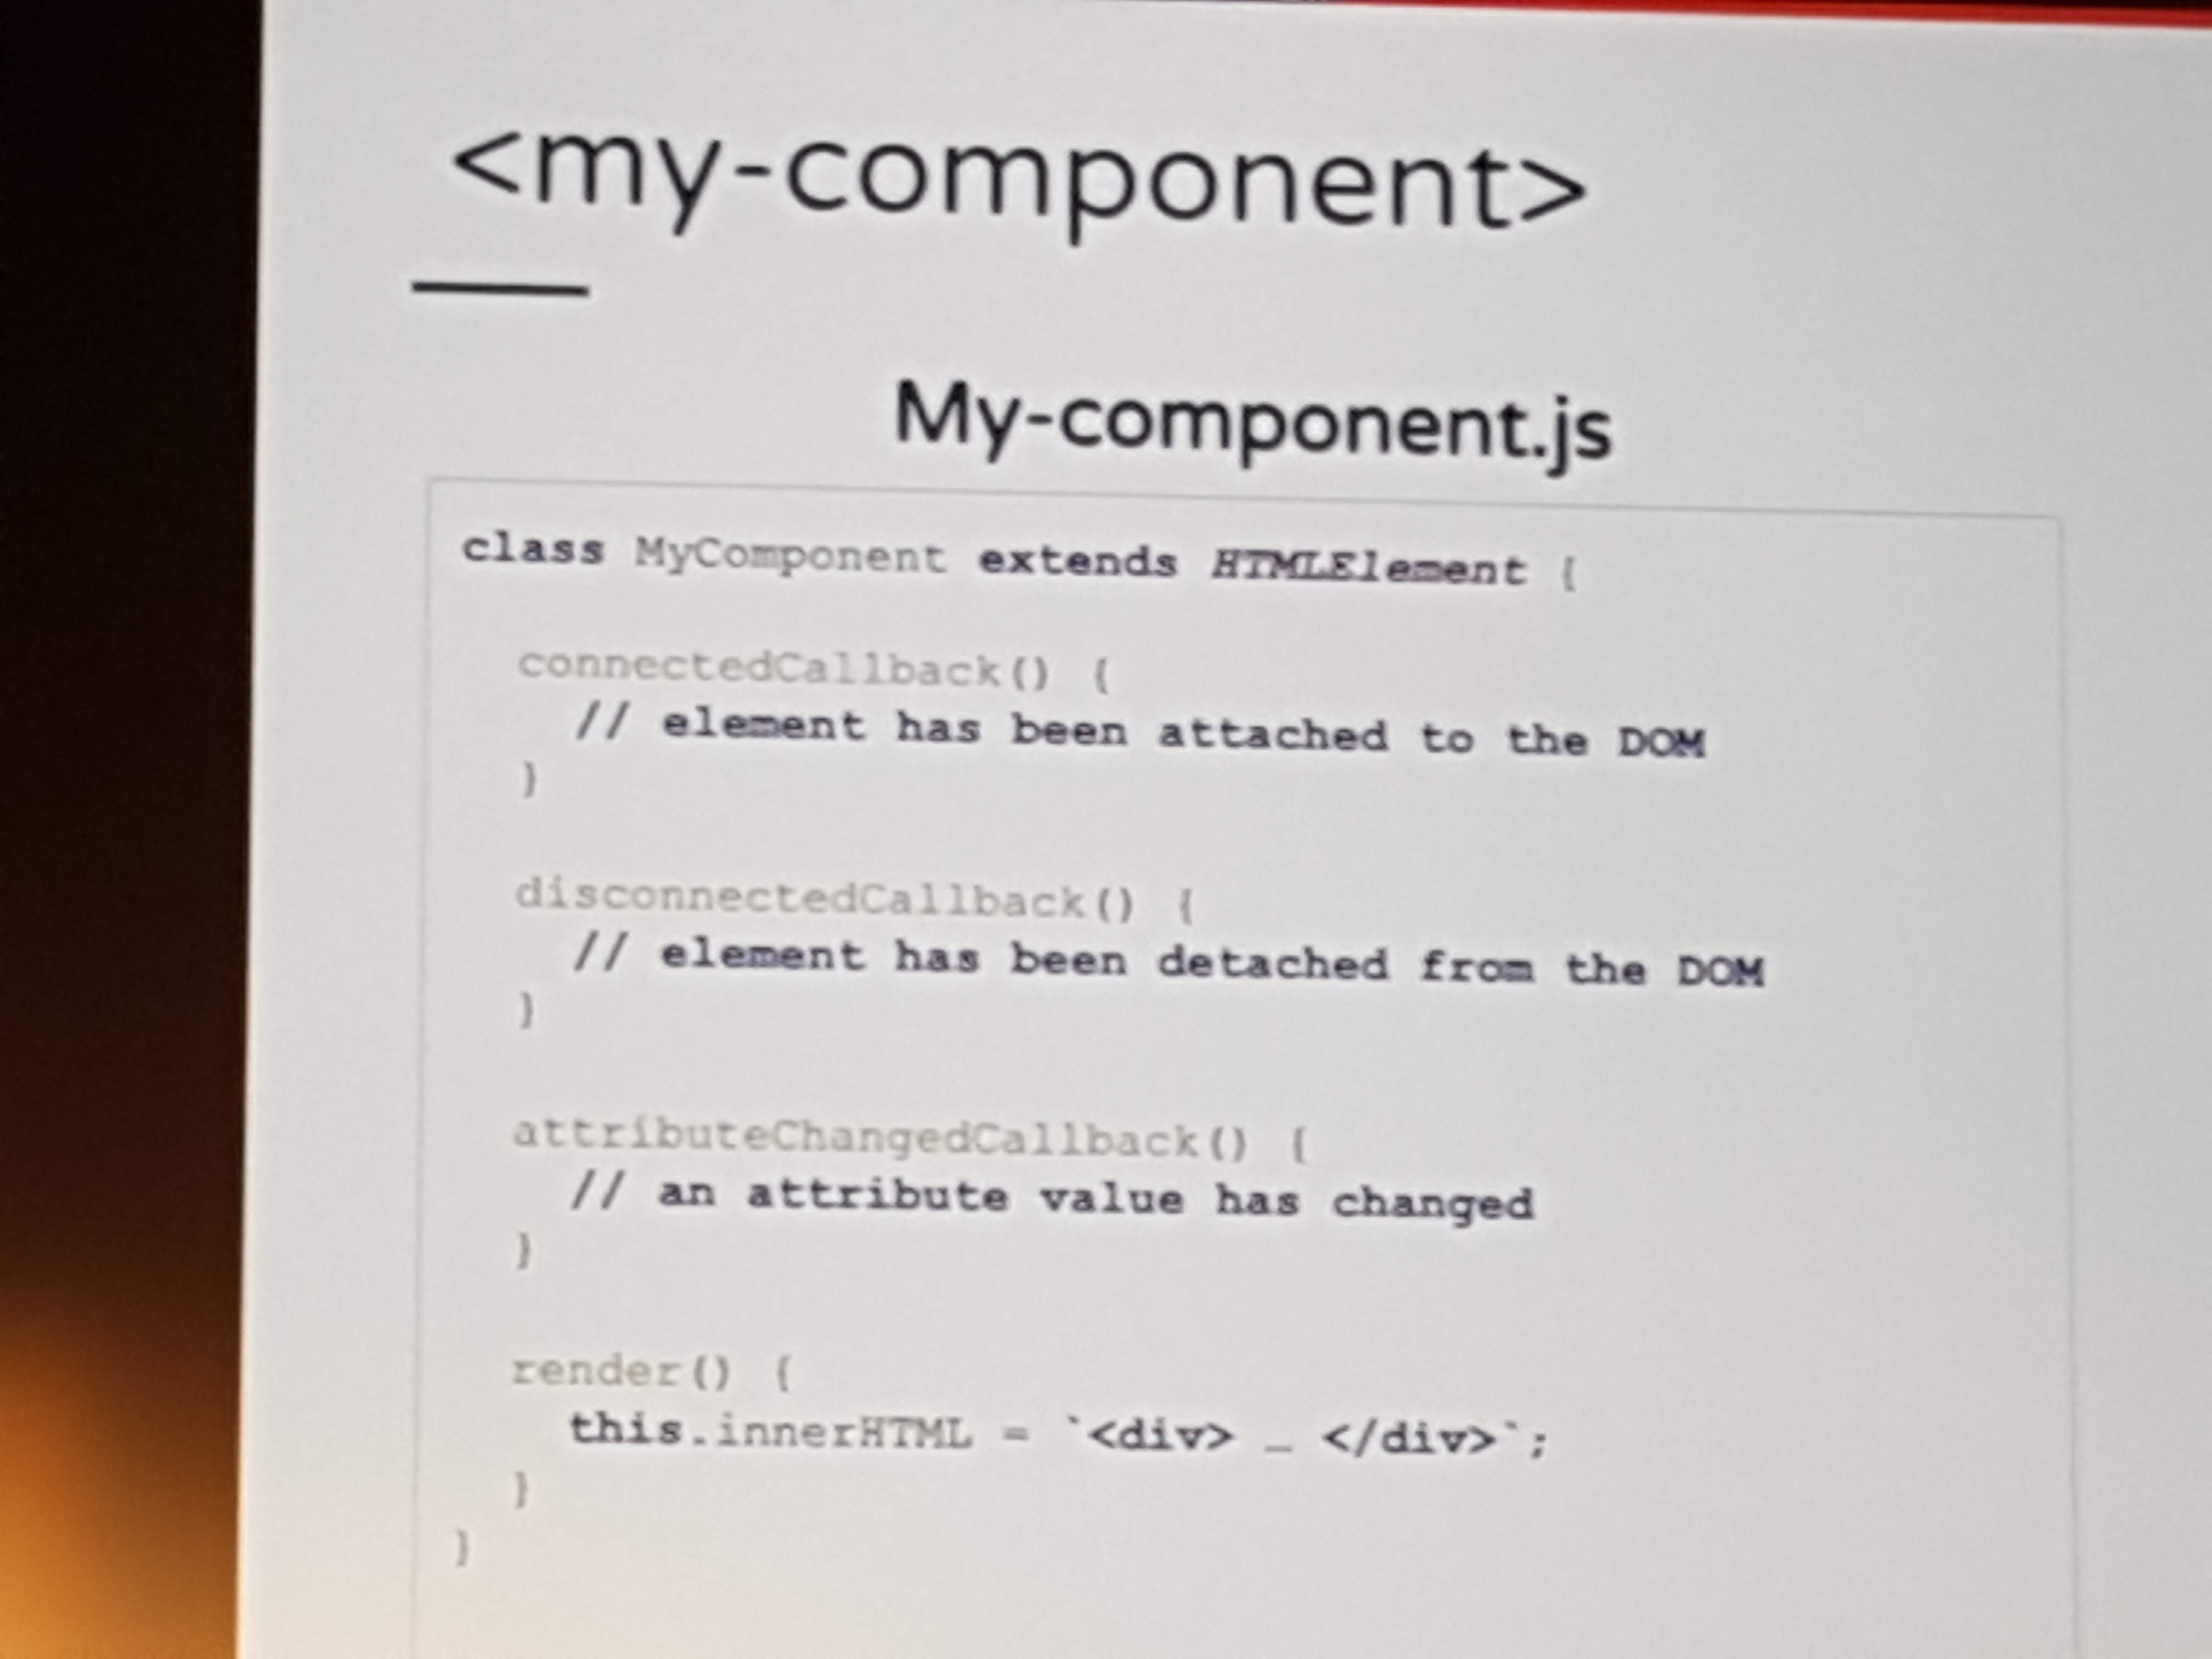 <my-component>
My-component.js
class MyComponent extends HTMLElement {
connectedCallback() {
// element has been attached to the DOM
}
disconnectedCallback() {
// element has been detached from the DOM
}
attributeChangedCallback() {
// an attribute value has changed
}
render() {
this.innerHTML = `<div> … </div>`;
}
}